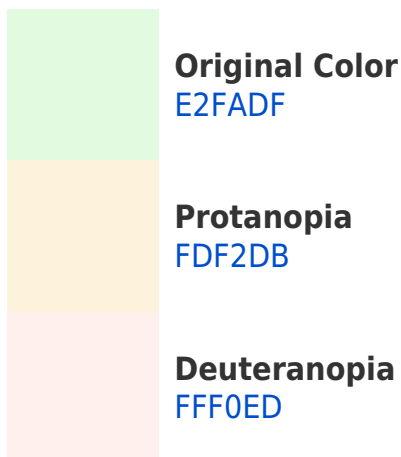 Original Color
E2FADF
Protanopia
FDF2DB
Deuteranopia
FFF0ED